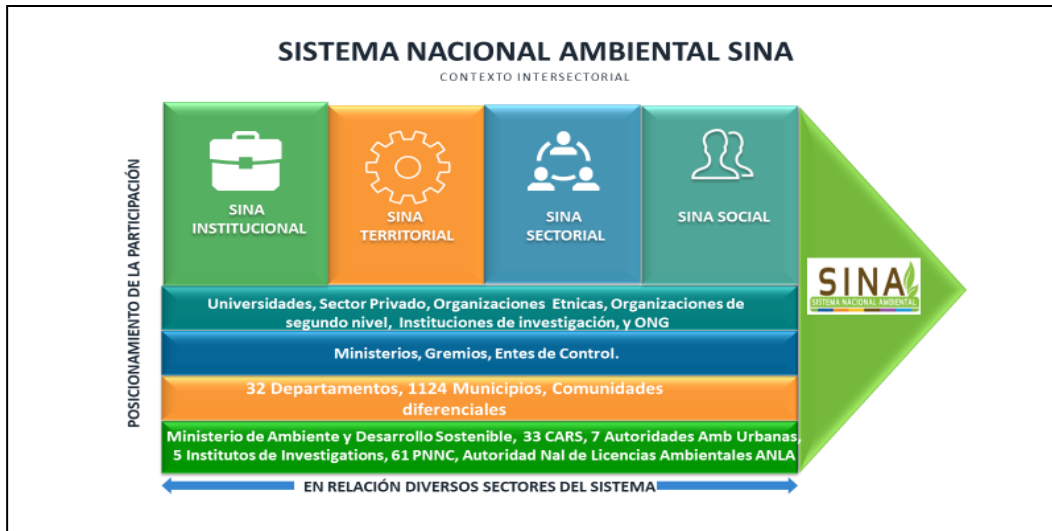 SISTEMA NACIONAL AMBIENTAL SINA
CONTEXTO INTERSECTORIAL
POSICIONAMIENTO DE LA PARTICIPACIÓN
SINA
INSTITUCIONAL
SINA
TERRITORIAL
SINA
SECTORIAL
SINA SOCIAL
Universidades, Sector Privado, Organizaciones Etnicas, Organizaciones de
segundo nivel, Instituciones de investigación, y ONG
Ministerios, Gremios, Entes de Control.
32 Departamentos, 1124 Municipios, Comunidades
diferenciales
Ministerio de Ambiente y Desarrollo Sostenible, 33 CARS, 7 Autoridades Amb Urbanas,
5 Institutos de Investigations, 61 PNNC, Autoridad Nal de Licencias Ambientales ANLA
SINA
SISTEMA NACIONAL AMBIENTAL
EN RELACIÓN DIVERSOS SECTORES DEL SISTEMA